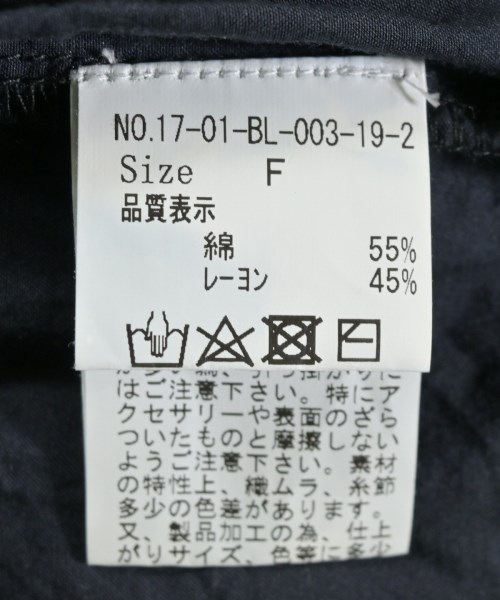 NO.17-01-BL-003-19-2
Size F
品質表示
綿 55%
レーヨン 45%
はご注意下さい。特にア
クセサリーや表面のざら
ついたものと摩擦しない
ようご注意下さい。素材
の特性上、織ムラ、糸節
多少の色差があります。
又、製品加工の為、仕上
がりサイズ、色等に多少